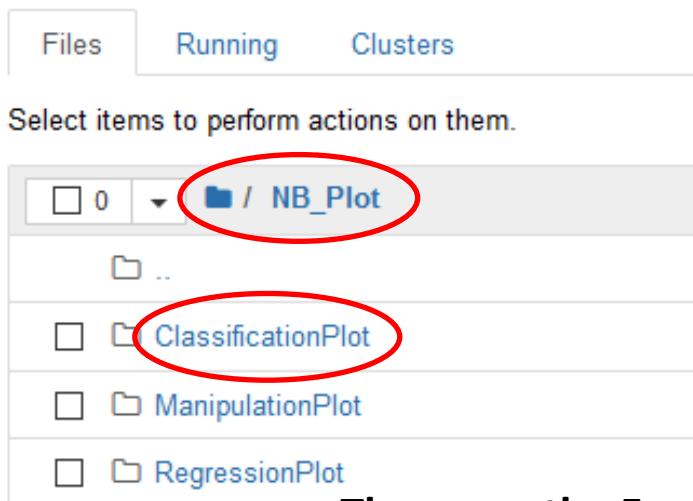 Files Running Clusters
Select items to perform actions on them.
0 / NB_Plot
..
ClassificationPlot
ManipulationPlot
RegressionPlot